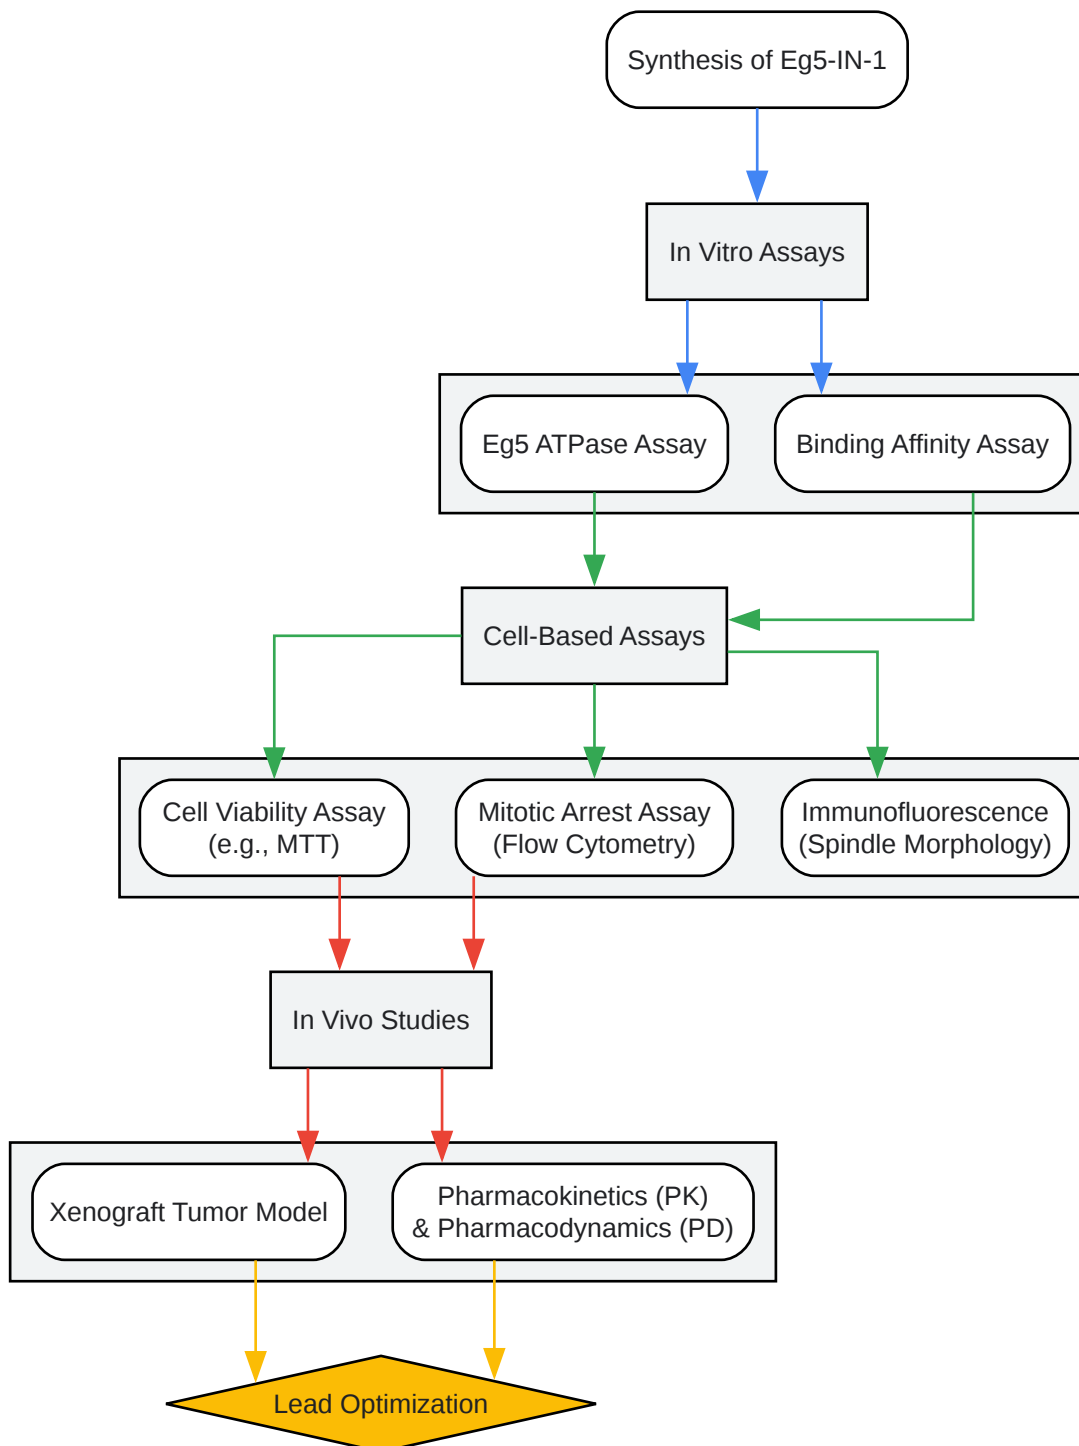 Synthesis of Eg5-IN-1
In Vitro Assays
Eg5 ATPase Assay
Binding Affinity Assay
Cell-Based Assays
Cell Viability Assay
(e.g., MTT)
Mitotic Arrest Assay
(Flow Cytometry)
Immunofluorescence
(Spindle Morphology)
In Vivo Studies
Xenograft Tumor Model
Pharmacokinetics (PK)
& Pharmacodynamics (PD)
Lead Optimization